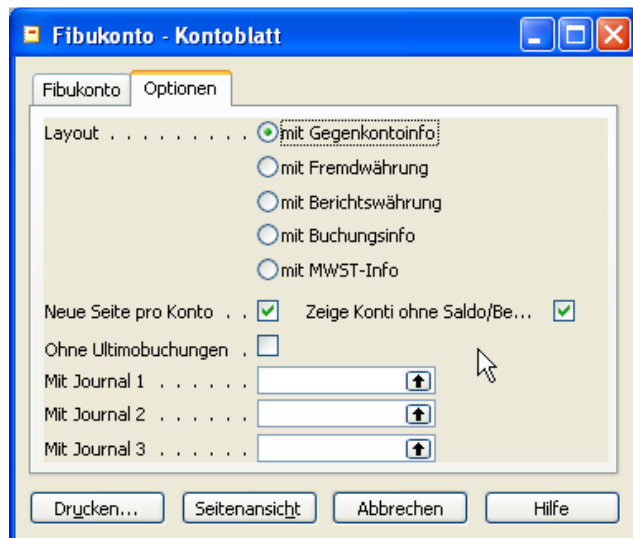 Fibukonto - Kontoblatt
Fibukonto Optionen
Layout . . . . . . . . . mit Gegenkontoinfo
mit Fremdwährung
mit Berichtswährung
mit Buchungsinfo
mit MWST-Info
Neue Seite pro Konto . . Zeige Konti ohne Saldo/Be...
Ohne Ultimobuchungen .
Mit Journal 1 . . . . . .
Mit Journal 2 . . . . . .
Mit Journal 3 . . . . . .
Drucken... Seitenansicht Abbrechen Hilfe